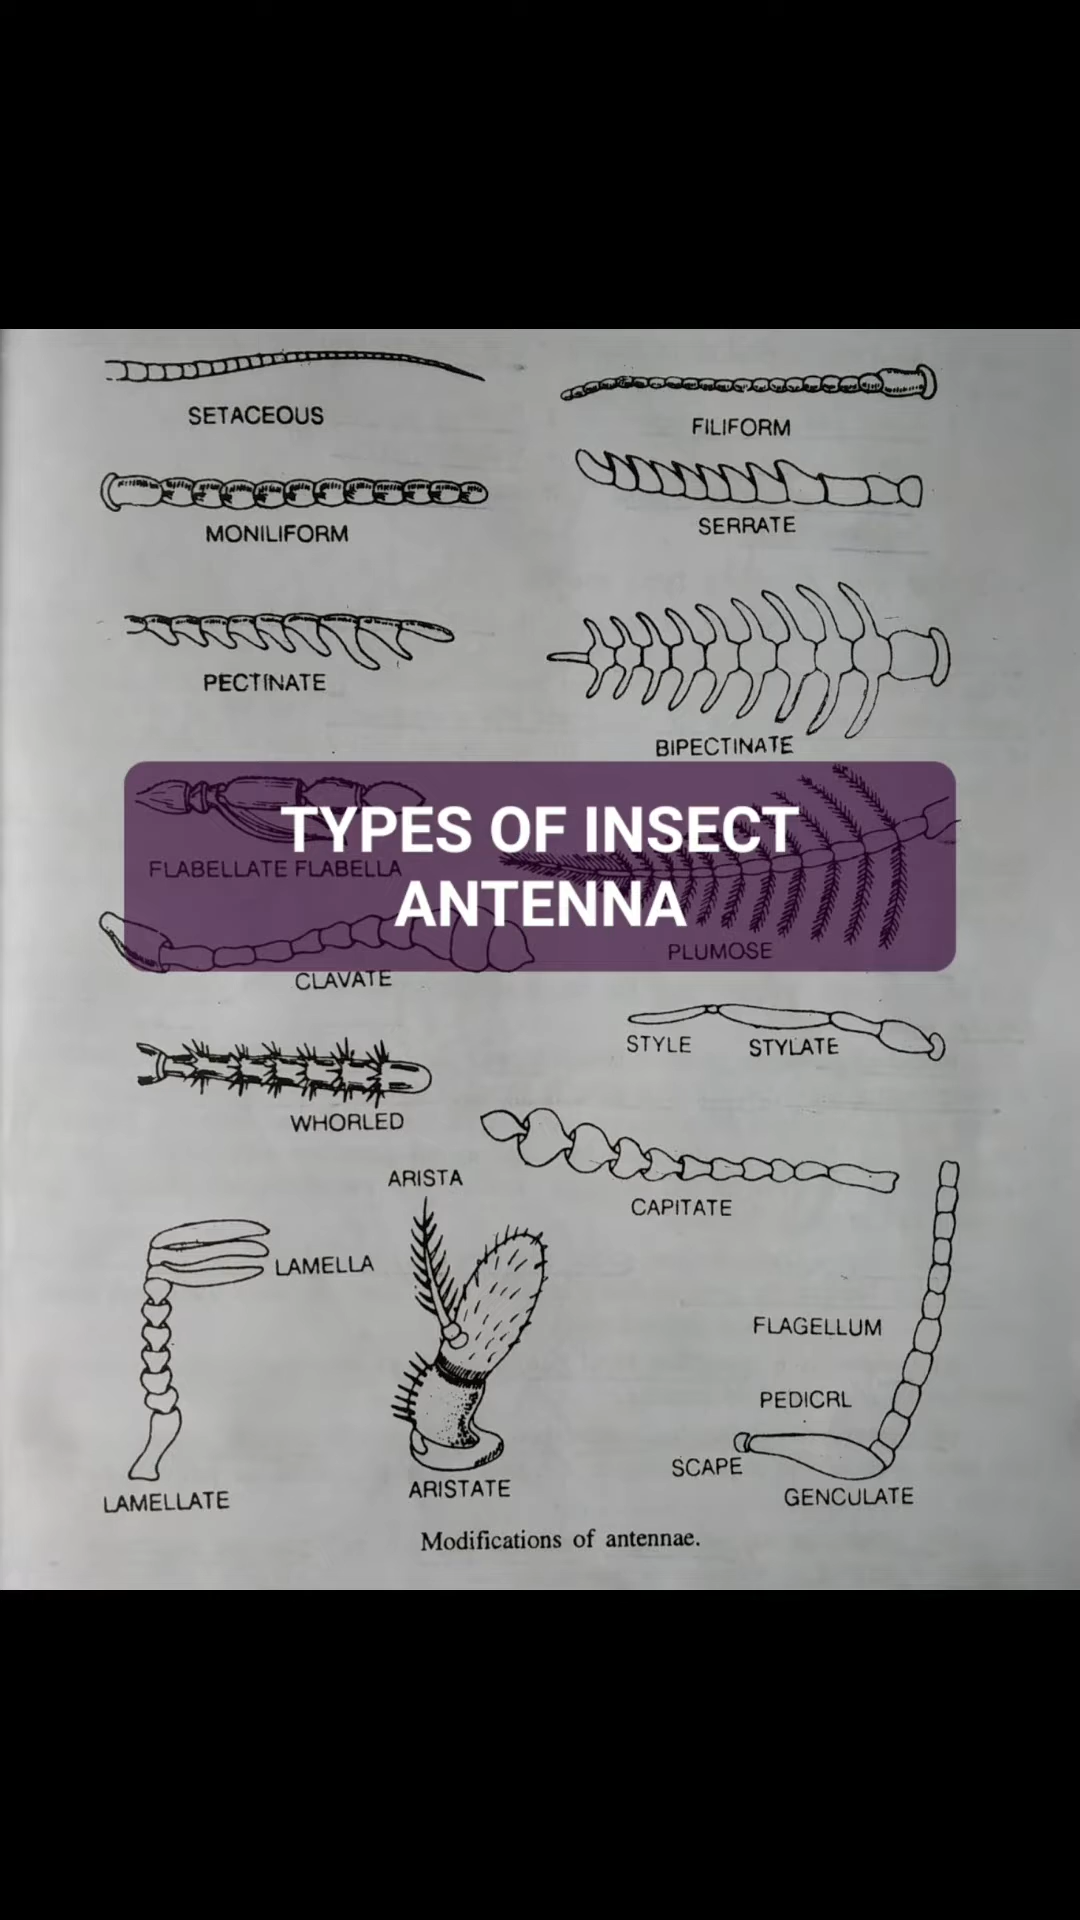 SETACEOUS
FILIFORM
MONILIFORM
SERRATE
PECTINATE
BIPECTINATE
TYPES OF INSECT
ANTENNA
FLABELLATE FLABELLA
PLUMOSE
CLAVATE
STYLE
STYLATE
WHORLED
CAPITATE
ARISTA
LAMELLA
FLAGELLUM
PEDICRL
SCAPE
LAMELLATE
ARISTATE
GENCULATE
Modifications of antennae.